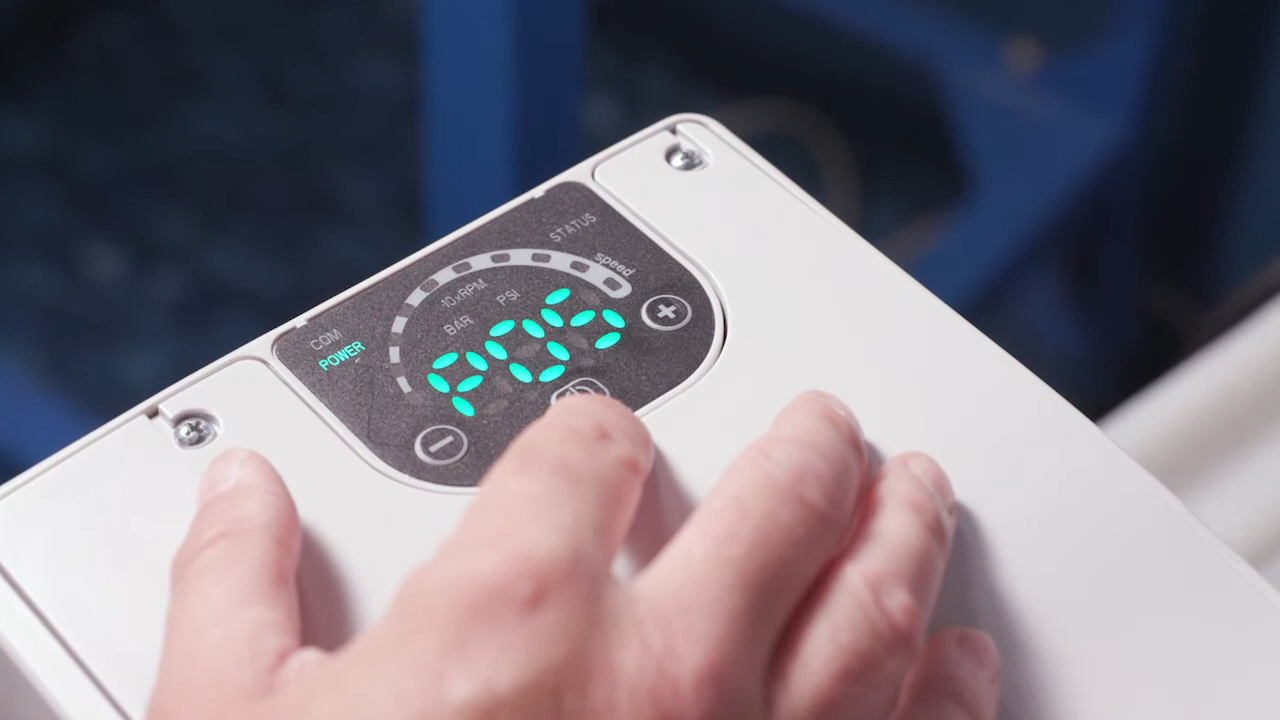 STATUS
speed
·10xRPM PSI
BAR
COM
POWER
P05
+
−